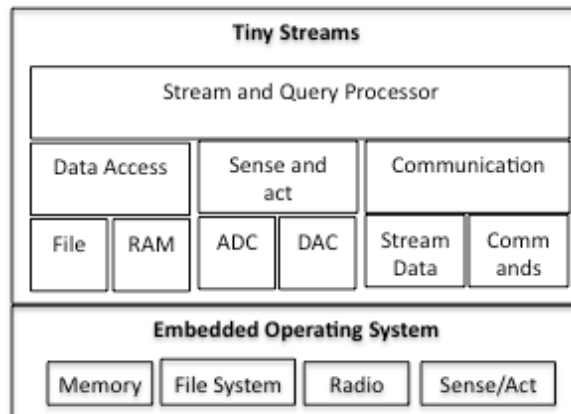 Tiny Streams
Stream and Query Processor
Data Access
Sense and
act
Communication
File
RAM
ADC
DAC
Stream
Data
Comm
ands
Embedded Operating System
Memory
File System
Radio
Sense/Act